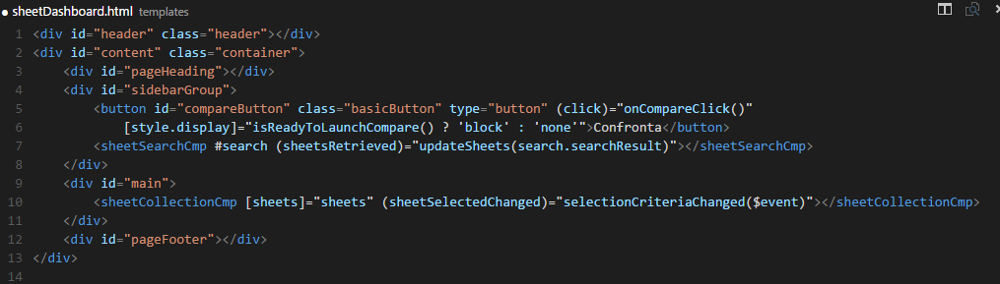 ● sheetDashboard.html templates
1 <div id="header" class="header"></div>
2 <div id="content" class="container">
3     <div id="pageHeading"></div>
4     <div id="sidebarGroup">
5         <button id="compareButton" class="basicButton" type="button" (click)="onCompareClick()"
6             [style.display]="isReadyToLaunchCompare() ? 'block' : 'none'">Confronta</button>
7         <sheetSearchCmp #search (sheetsRetrieved)="updateSheets(search.searchResult)"></sheetSearchCmp>
8     </div>
9     <div id="main">
10         <sheetCollectionCmp [sheets]="sheets" (sheetSelectedChanged)="selectionCriteriaChanged($event)"></sheetCollectionCmp>
11     </div>
12     <div id="pageFooter"></div>
13 </div>
14